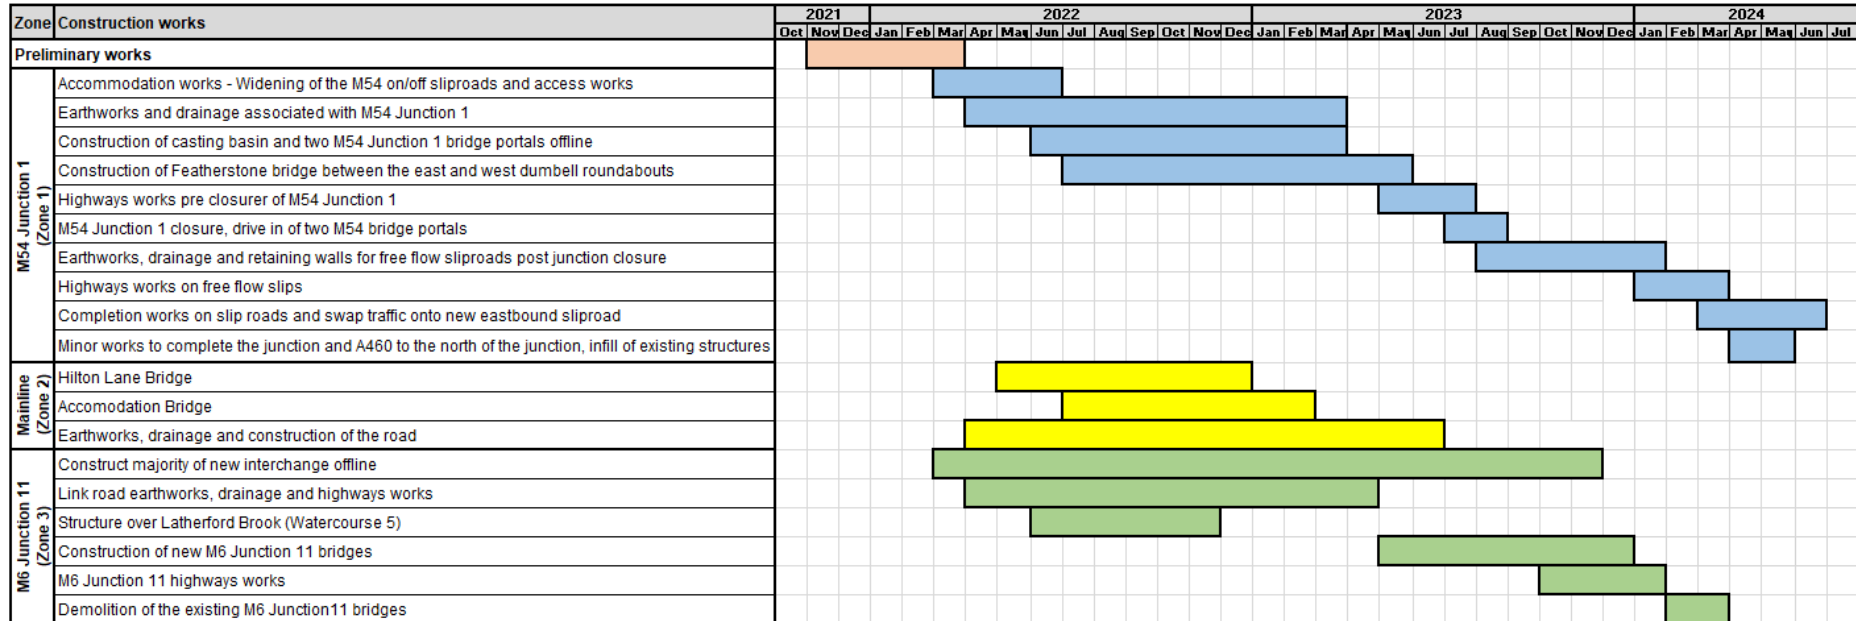 Zone Construction works 2021 2022 2023 2024
Oct Nov Dec Jan Feb Mar Apr May Jun Jul Aug Sep Oct Nov Dec Jan Feb Mar Apr May Jun Jul Aug Sep Oct Nov Dec Jan Feb Mar Apr May Jun Jul
Preliminary works
M54 Junction 1
(Zone 1)
Accommodation works - Widening of the M54 on/off sliproads and access works
Earthworks and drainage associated with M54 Junction 1
Construction of casting basin and two M54 Junction 1 bridge portals offline
Construction of Featherstone bridge between the east and west dumbell roundabouts
Highways works pre closurer of M54 Junction 1
M54 Junction 1 closure, drive in of two M54 bridge portals
Earthworks, drainage and retaining walls for free flow sliproads post junction closure
Highways works on free flow slips
Completion works on slip roads and swap traffic onto new eastbound sliproad
Minor works to complete the junction and A460 to the north of the junction, infill of existing structures
Mainline
(Zone 2)
Hilton Lane Bridge
Accomodation Bridge
Earthworks, drainage and construction of the road
M6 Junction 11
(Zone 3)
Construct majority of new interchange offline
Link road earthworks, drainage and highways works
Structure over Latherford Brook (Watercourse 5)
Construction of new M6 Junction 11 bridges
M6 Junction 11 highways works
Demolition of the existing M6 Junction11 bridges